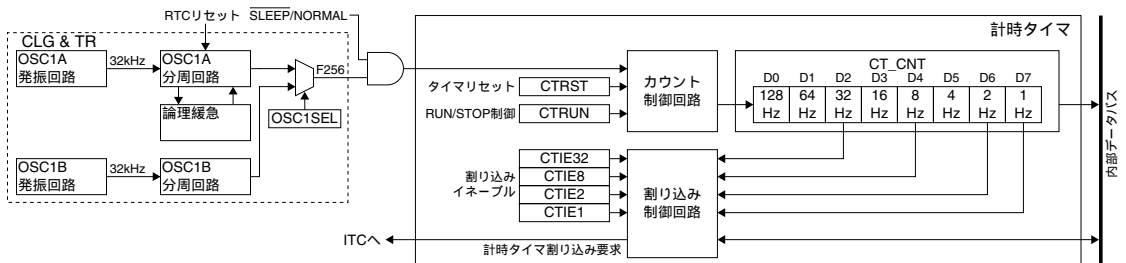 RTCリセット SLEEP/NORMAL
計時タイマ
CLG & TR
OSC1A
発振回路
32kHz
OSC1A
分周回路
F256
論理緩急
OSC1SEL
OSC1B
発振回路
32kHz
OSC1B
分周回路
タイマリセット
CTRST
RUN/STOP制御
CTRUN
カウント
制御回路
CT_CNT
D0 D1 D2 D3 D4 D5 D6 D7
128 64 32 16 8 4 2 1
Hz Hz Hz Hz Hz Hz Hz Hz
割り込み
イネーブル
CTIE32
CTIE8
CTIE2
CTIE1
割り込み
制御回路
ITCへ
計時タイマ割り込み要求
内部データバス